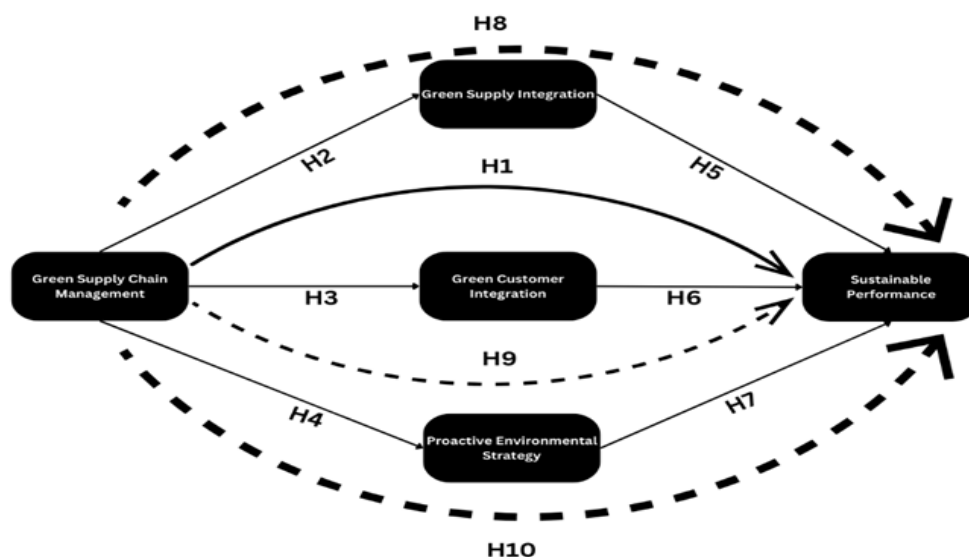 H8
Green Supply Integration
H2
H5
H1
Green Supply Chain
Management
H3
Green Customer
Integration
H6
Sustainable
Performance
H9
H4
Proactive Environmental
Strategy
H7
H10